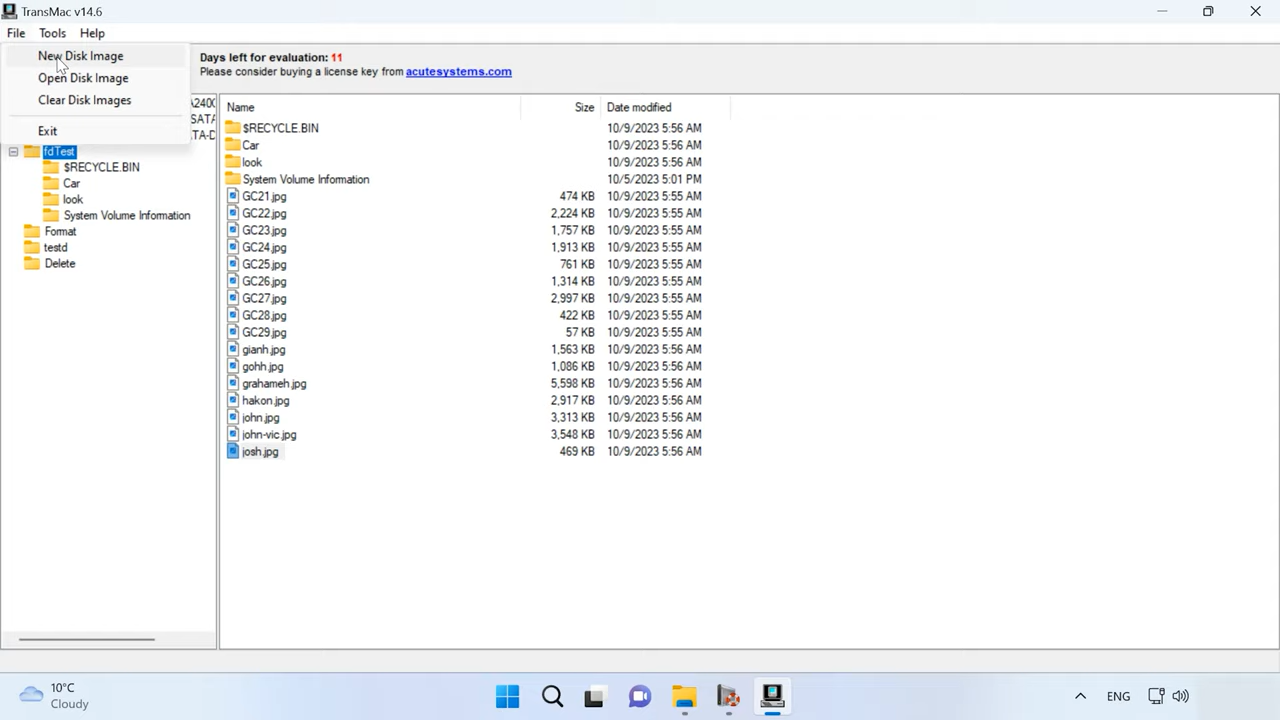 TransMac v14.6
File Tools Help
New Disk Image
Open Disk Image
Clear Disk Images
Exit
Days left for evaluation: 11
Please consider buying a license key from acutesystems.com
fdTest
$RECYCLE.BIN
Car
look
System Volume Information
Format
testd
Delete
Name Size Date modified
$RECYCLE.BIN 10/9/2023 5:56 AM
Car 10/9/2023 5:56 AM
look 10/9/2023 5:56 AM
System Volume Information 10/5/2023 5:01 PM
GC21.jpg 474 KB 10/9/2023 5:55 AM
GC22.jpg 2,224 KB 10/9/2023 5:55 AM
GC23.jpg 1,757 KB 10/9/2023 5:55 AM
GC24.jpg 1,913 KB 10/9/2023 5:55 AM
GC25.jpg 761 KB 10/9/2023 5:55 AM
GC26.jpg 1,314 KB 10/9/2023 5:55 AM
GC27.jpg 2,997 KB 10/9/2023 5:55 AM
GC28.jpg 422 KB 10/9/2023 5:55 AM
GC29.jpg 57 KB 10/9/2023 5:55 AM
gianh.jpg 1,563 KB 10/9/2023 5:56 AM
gohh.jpg 1,086 KB 10/9/2023 5:56 AM
grahameh.jpg 5,598 KB 10/9/2023 5:56 AM
hakon.jpg 2,917 KB 10/9/2023 5:56 AM
john.jpg 3,313 KB 10/9/2023 5:56 AM
john-vic.jpg 3,548 KB 10/9/2023 5:56 AM
josh.jpg 469 KB 10/9/2023 5:56 AM
10°C
Cloudy
ENG